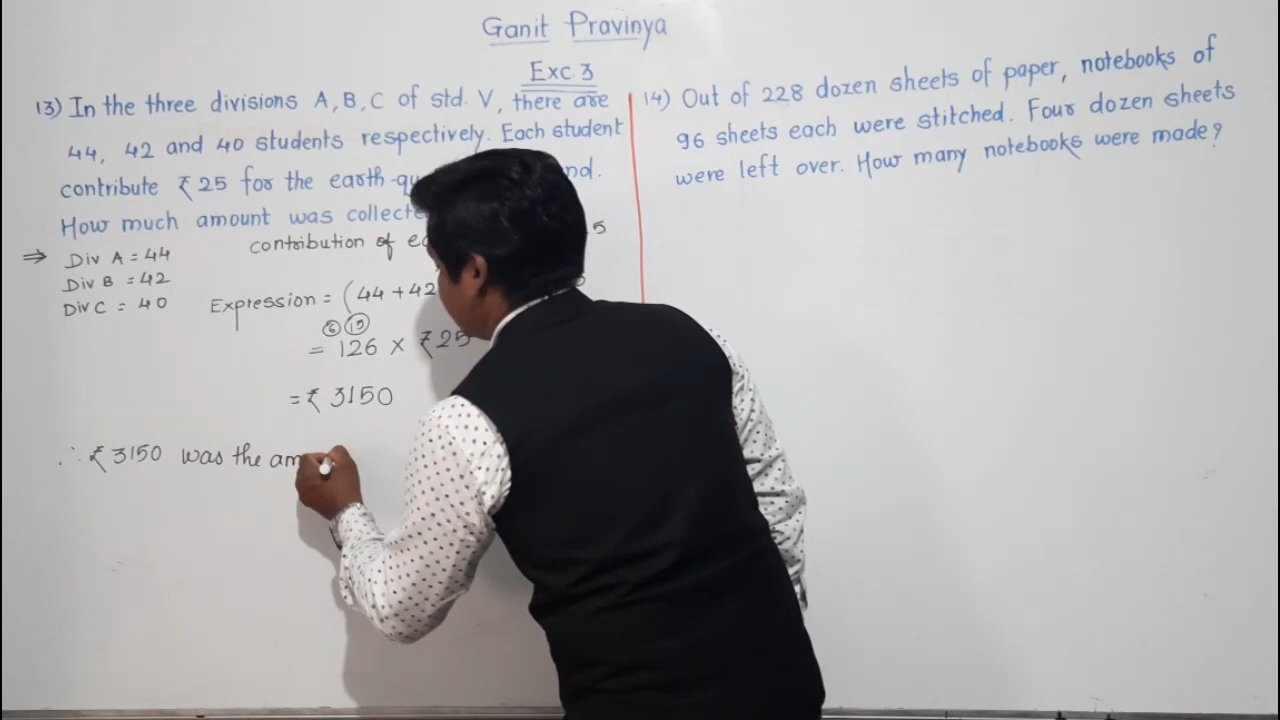 Ganit Pravinya
Exc. 3
13) In the three divisions A, B, C of std. V, there are
44, 42 and 40 students respectively. Each student
contribute ₹25 for the earth-
How much amount was
⇒ Div A = 44
Div B = 42
Div C = 40
contribution of
Expression = (44 + 42
6 15
= 126 × ₹25
= ₹ 3150
∴ ₹3150 was the
14) Out of 228 dozen sheets of paper, notebooks of
96 sheets each were stitched. Four dozen sheets
were left over. How many notebooks were made?